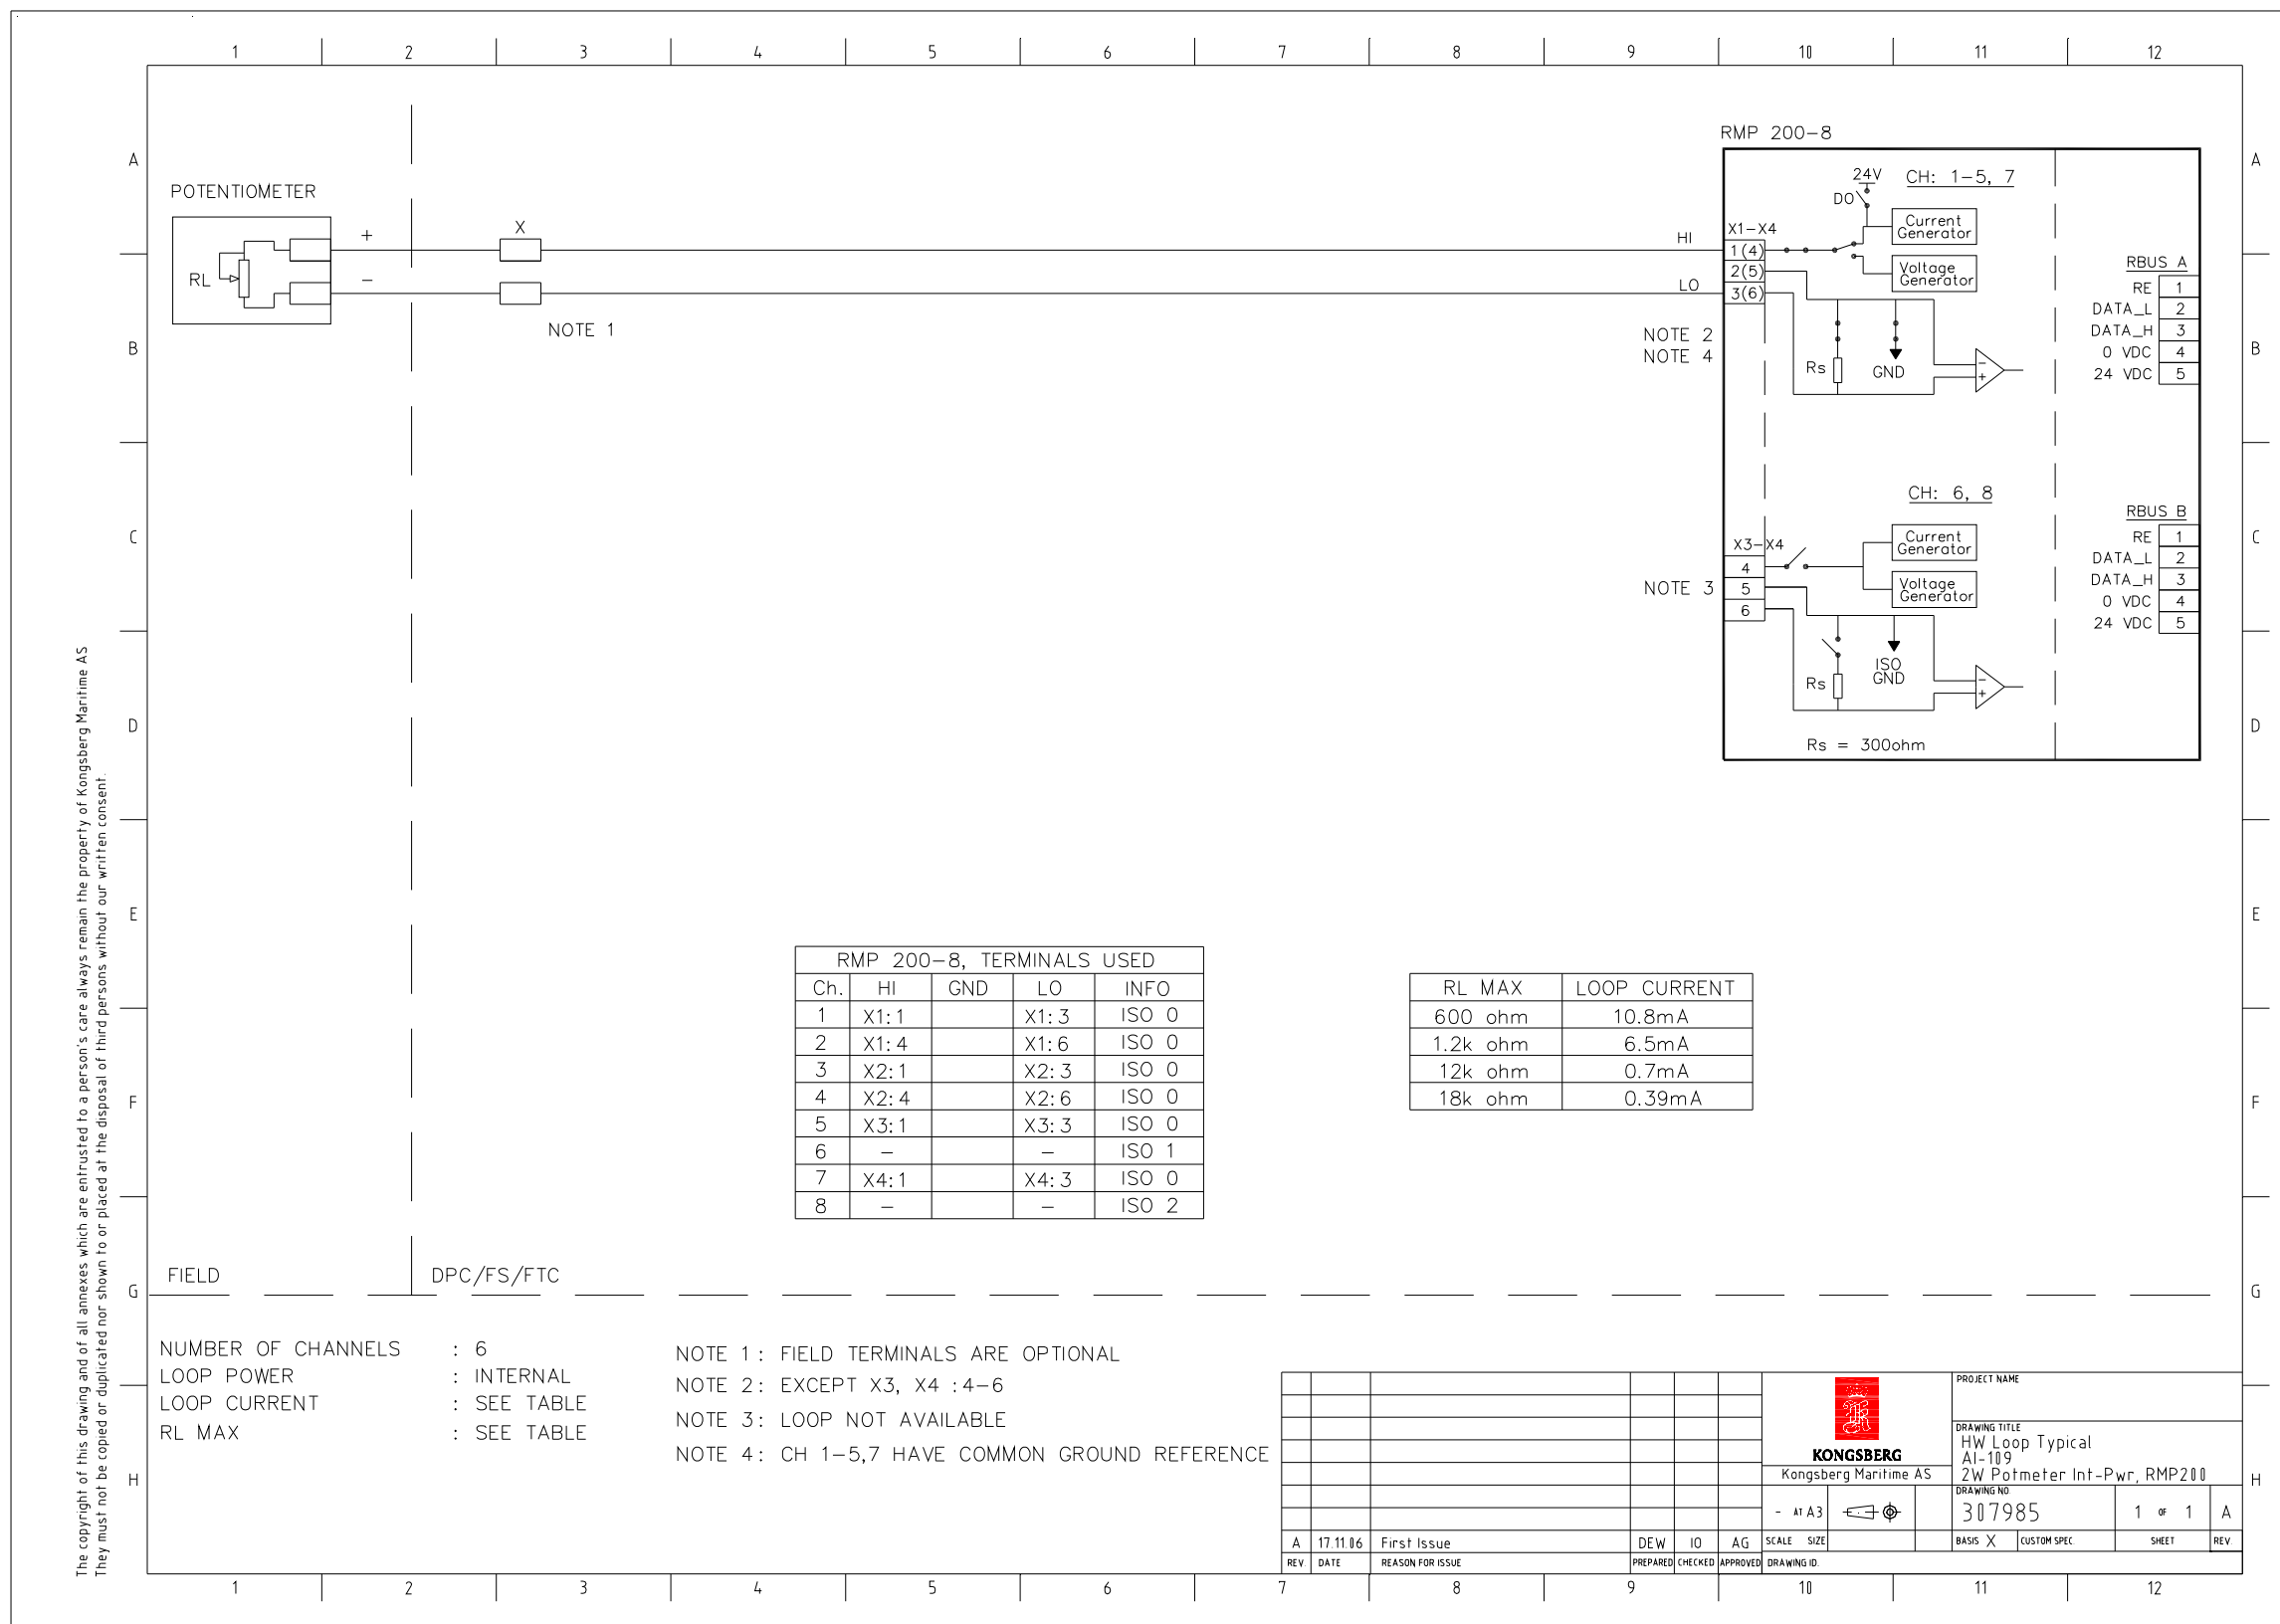 1 2 3 4 5 6 7 8 9 10 11 12
A A
B B
C C
D D
E E
F F
G G
H H
POTENTIOMETER
RL
+
-
X
NOTE 1
HI
LO
NOTE 2
NOTE 4
NOTE 3
RMP 200-8
24V
DO
CH: 1-5, 7
Current
Generator
Voltage
Generator
X1-X4
1(4)
2(5)
3(6)
Rs
GND
-
+
RBUS A
RE 1
DATA_L 2
DATA_H 3
0 VDC 4
24 VDC 5
CH: 6, 8
Current
Generator
Voltage
Generator
X3-X4
4
5
6
Rs
ISO
GND
-
+
Rs = 300ohm
RBUS B
RE 1
DATA_L 2
DATA_H 3
0 VDC 4
24 VDC 5
RMP 200-8, TERMINALS USED
Ch. HI GND LO INFO
1 X1:1 X1:3 ISO 0
2 X1:4 X1:6 ISO 0
3 X2:1 X2:3 ISO 0
4 X2:4 X2:6 ISO 0
5 X3:1 X3:3 ISO 0
6 - - ISO 1
7 X4:1 X4:3 ISO 0
8 - - ISO 2
RL MAX LOOP CURRENT
600 ohm 10.8mA
1.2k ohm 6.5mA
12k ohm 0.7mA
18k ohm 0.39mA
FIELD
DPC/FS/FTC
NUMBER OF CHANNELS : 6
LOOP POWER : INTERNAL
LOOP CURRENT : SEE TABLE
RL MAX : SEE TABLE
NOTE 1: FIELD TERMINALS ARE OPTIONAL
NOTE 2: EXCEPT X3, X4 :4-6
NOTE 3: LOOP NOT AVAILABLE
NOTE 4: CH 1-5,7 HAVE COMMON GROUND REFERENCE
The copyright of this drawing and of all annexes which are entrusted to a person's care always remain the property of Kongsberg Maritime AS
They must not be copied or duplicated nor shown to or placed at the disposal of third persons without our written consent.
KONGSBERG
Kongsberg Maritime AS
PROJECT NAME
DRAWING TITLE
HW Loop Typical
AI-109
2W Potmeter Int-Pwr, RMP200
DRAWING NO.
307985
1 OF 1
A
- AT A3
SCALE SIZE
BASIS X
CUSTOM SPEC.
SHEET
REV.
A 17.11.06 First Issue DEW IO AG
REV. DATE REASON FOR ISSUE PREPARED CHECKED APPROVED
DRAWING ID.
1 2 3 4 5 6 7 8 9 10 11 12